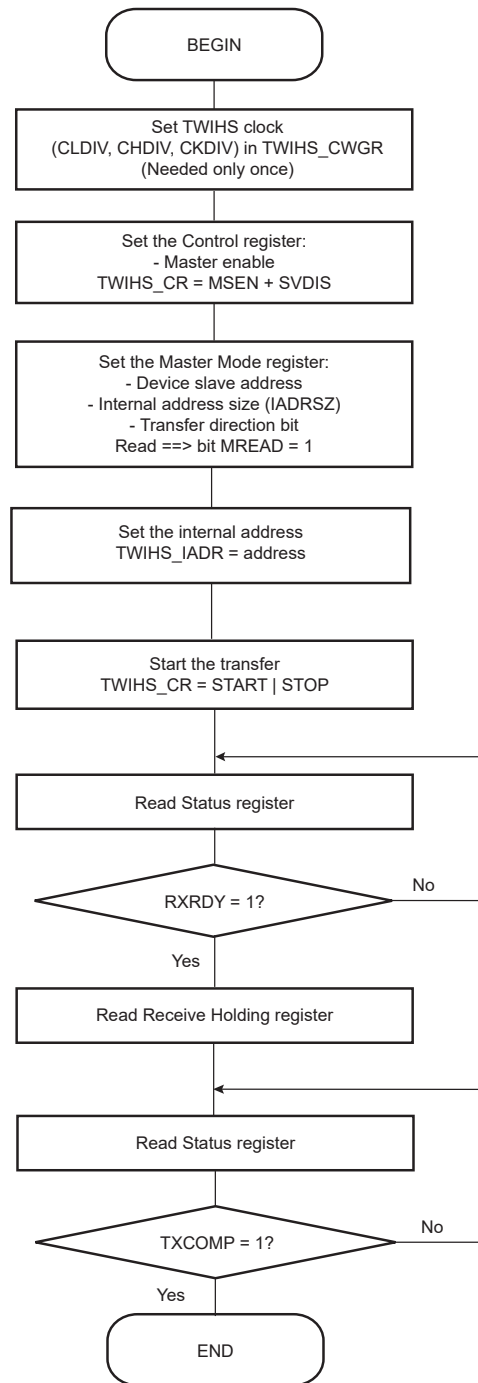 BEGIN
Set TWIHS clock
(CLDIV, CHDIV, CKDIV) in TWIHS_CWGR
(Needed only once)
Set the Control register:
- Master enable
TWIHS_CR = MSEN + SVDIS
Set the Master Mode register:
- Device slave address
- Internal address size (IADRSZ)
- Transfer direction bit
Read ==> bit MREAD = 1
Set the internal address
TWIHS_IADR = address
Start the transfer
TWIHS_CR = START | STOP
Read Status register
RXRDY = 1?
No
Yes
Read Receive Holding register
Read Status register
TXCOMP = 1?
No
Yes
END